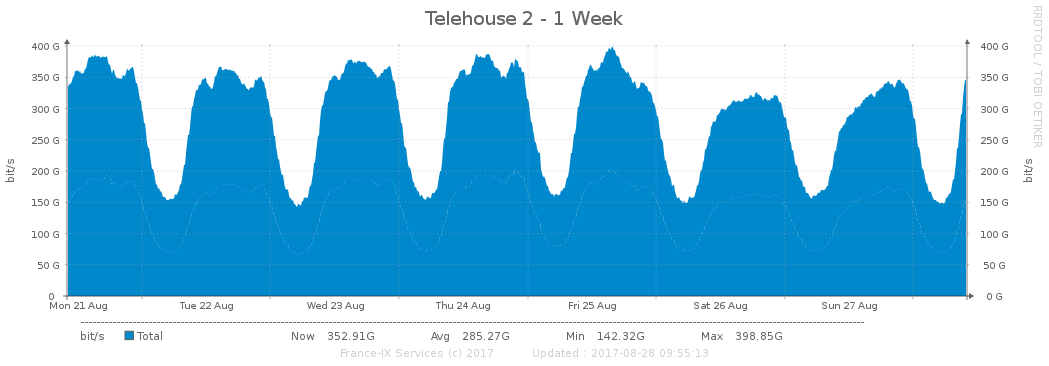 Telehouse 2 - 1 Week
RRDTOOL / TOBI OETIKER
bit/s
400 G 400 G
350 G 350 G
300 G 300 G
250 G 250 G
200 G 200 G
150 G 150 G
100 G 100 G
50 G 50 G
0 0 G
bit/s
Mon 21 Aug Tue 22 Aug Wed 23 Aug Thu 24 Aug Fri 25 Aug Sat 26 Aug Sun 27 Aug
bit/s Total Now 352.91G Avg 285.27G Min 142.32G Max 398.85G
France-IX Services (c) 2017 Updated : 2017-08-28 09:55:13